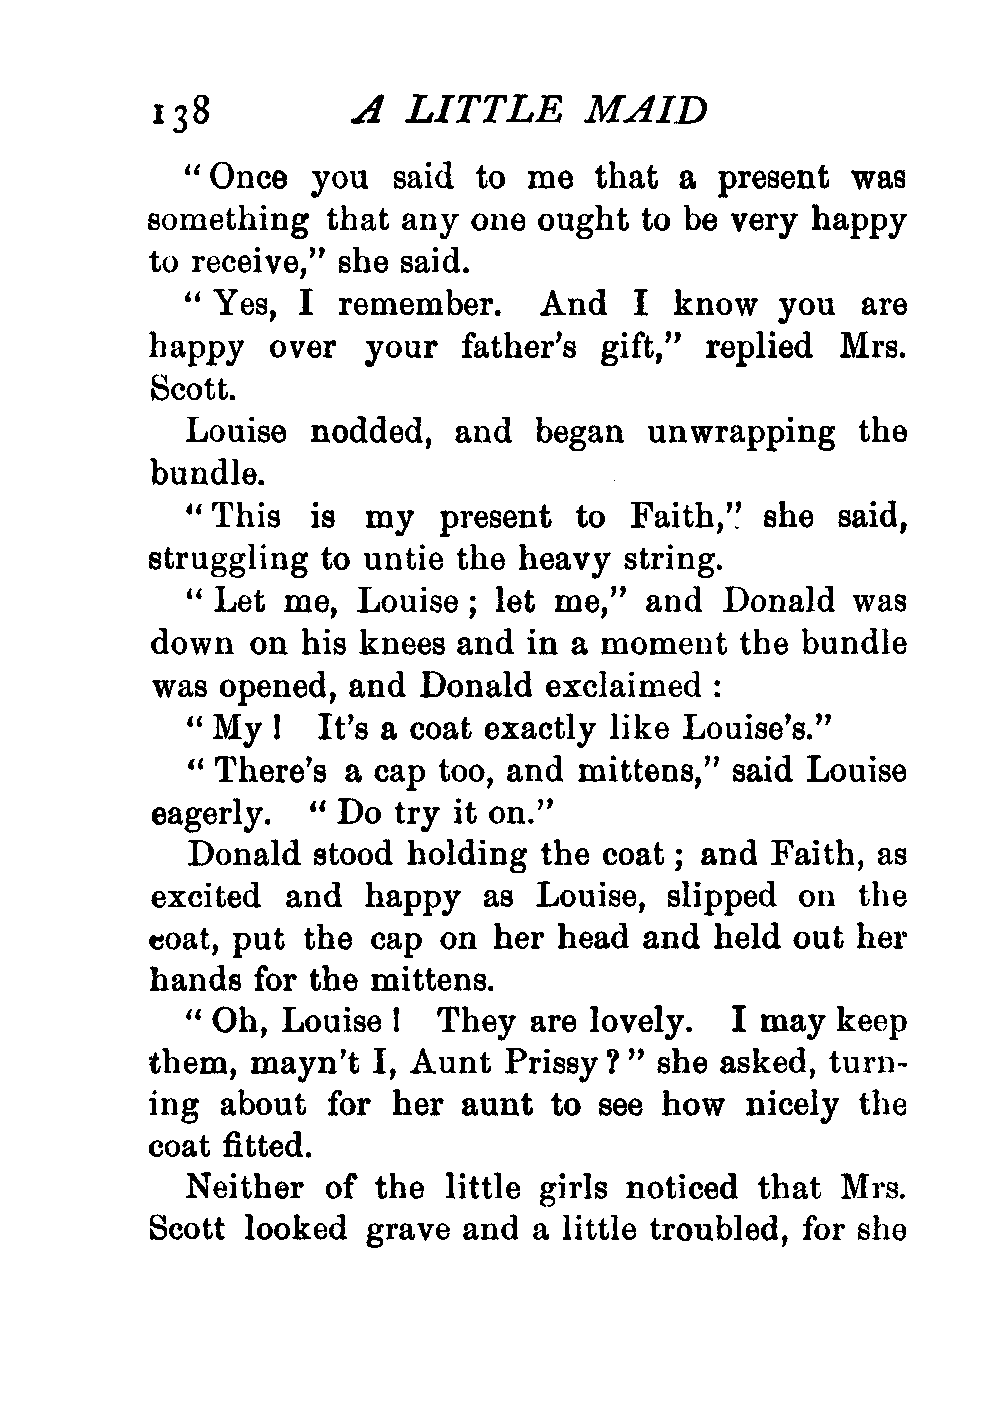 138 A LITTLE MAID
“ Once you said to me that a present was
something that any one ought to be very happy
to receive,” she said.
“ Yes, I remember. And I know you are
happy over your father’s gift,” replied Mrs.
Scott.
Louise nodded, and began unwrapping the
bundle.
“ This is my present to Faith,” she said,
struggling to untie the heavy string.
“ Let me, Louise ; let me,” and Donald was
down on his knees and in a moment the bundle
was opened, and Donald exclaimed :
“ My ! It’s a coat exactly like Louise’s.”
“ There’s a cap too, and mittens,” said Louise
eagerly. “ Do try it on.”
Donald stood holding the coat ; and Faith, as
excited and happy as Louise, slipped on the
coat, put the cap on her head and held out her
hands for the mittens.
“ Oh, Louise ! They are lovely. I may keep
them, mayn’t I, Aunt Prissy ? ” she asked, turn-
ing about for her aunt to see how nicely the
coat fitted.
Neither of the little girls noticed that Mrs.
Scott looked grave and a little troubled, for she